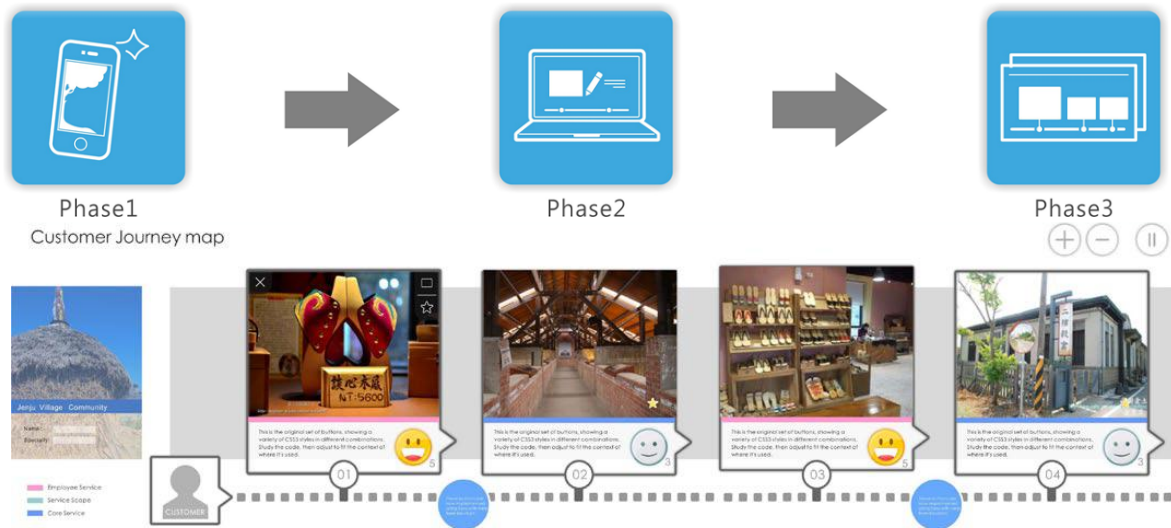 Phase1
Phase2
Phase3
Customer Journey map
Jenju Village Community
Name:
Specialty:
NT:5600
This is the original set of buttons, showing a
variety of CSS3 styles in different combinations.
Study the code, then adjust to fit the context of
where it's used.
5
This is the original set of buttons, showing a
variety of CSS3 styles in different combinations.
Study the code, then adjust to fit the context of
where it's used.
3
This is the original set of buttons, showing a
variety of CSS3 styles in different combinations.
Study the code, then adjust to fit the context of
where it's used.
5
This is the original set of buttons, showing a
variety of CSS3 styles in different combinations.
Study the code, then adjust to fit the context of
where it's used.
3
01
02
03
04
Employee Service
Service Scope
Core Service
CUSTOMER